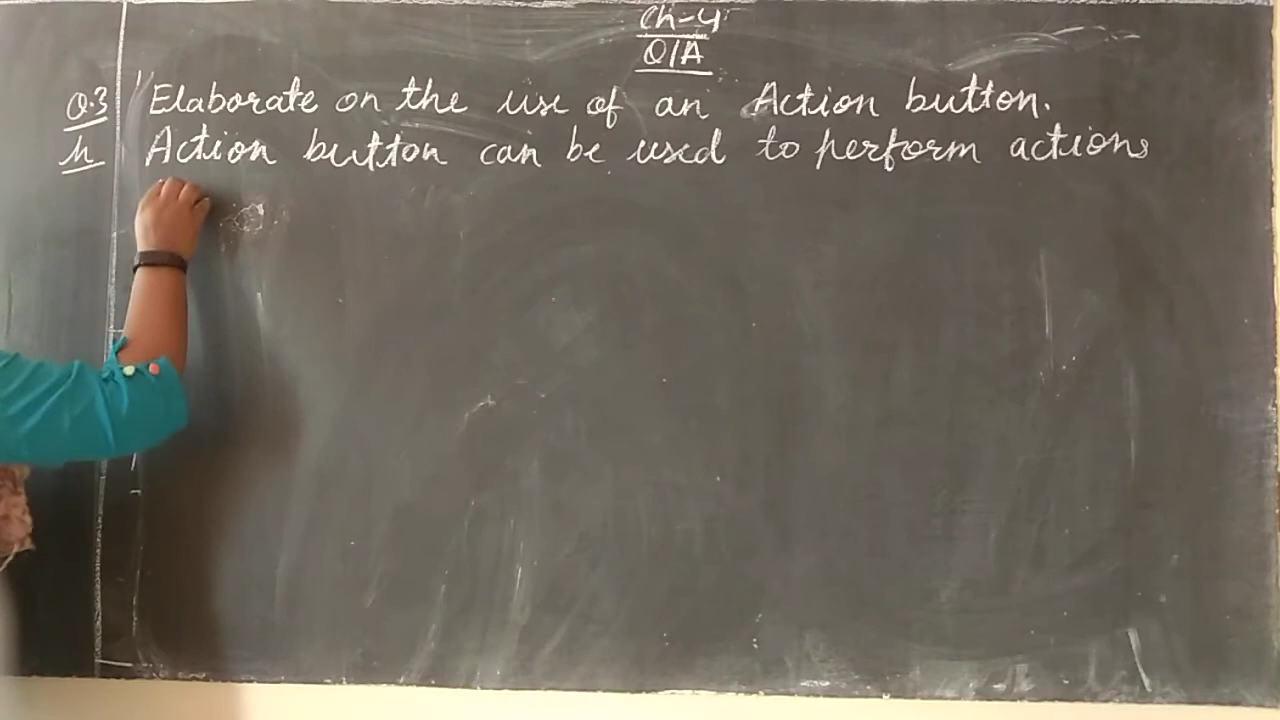 Ch-4
Q/A
Q.3 Elaborate on the use of an Action button.
Action button can be used to perform actions